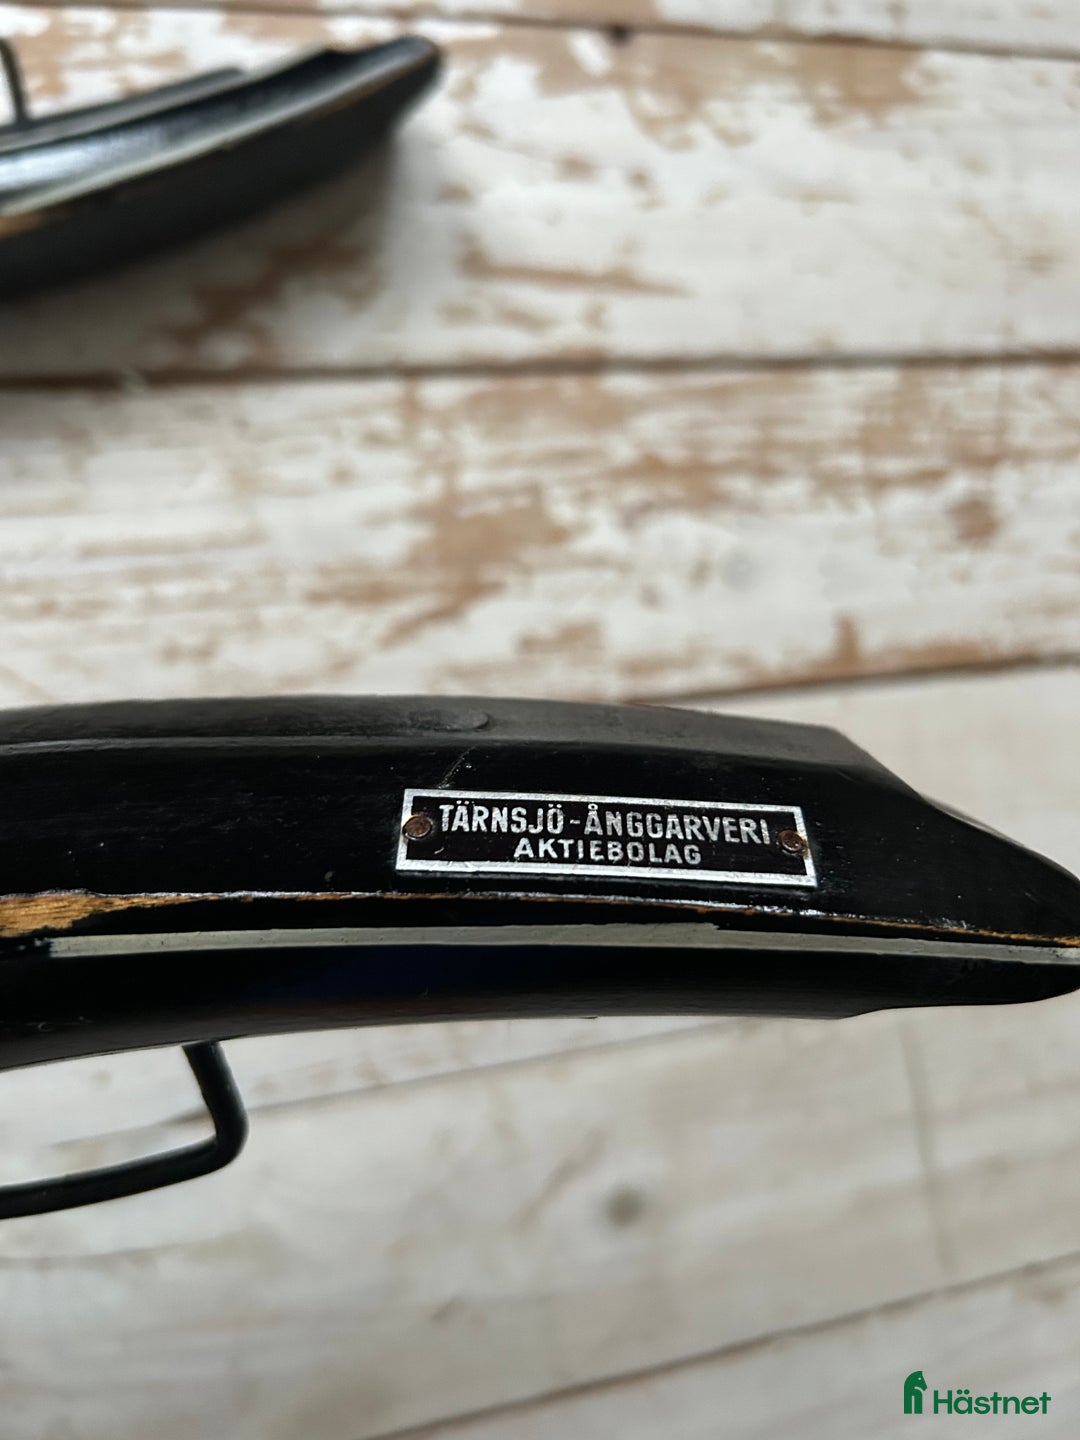 TÄRNSJÖ-ÅNGGARVERI
AKTIEBOLAG
Hästnet